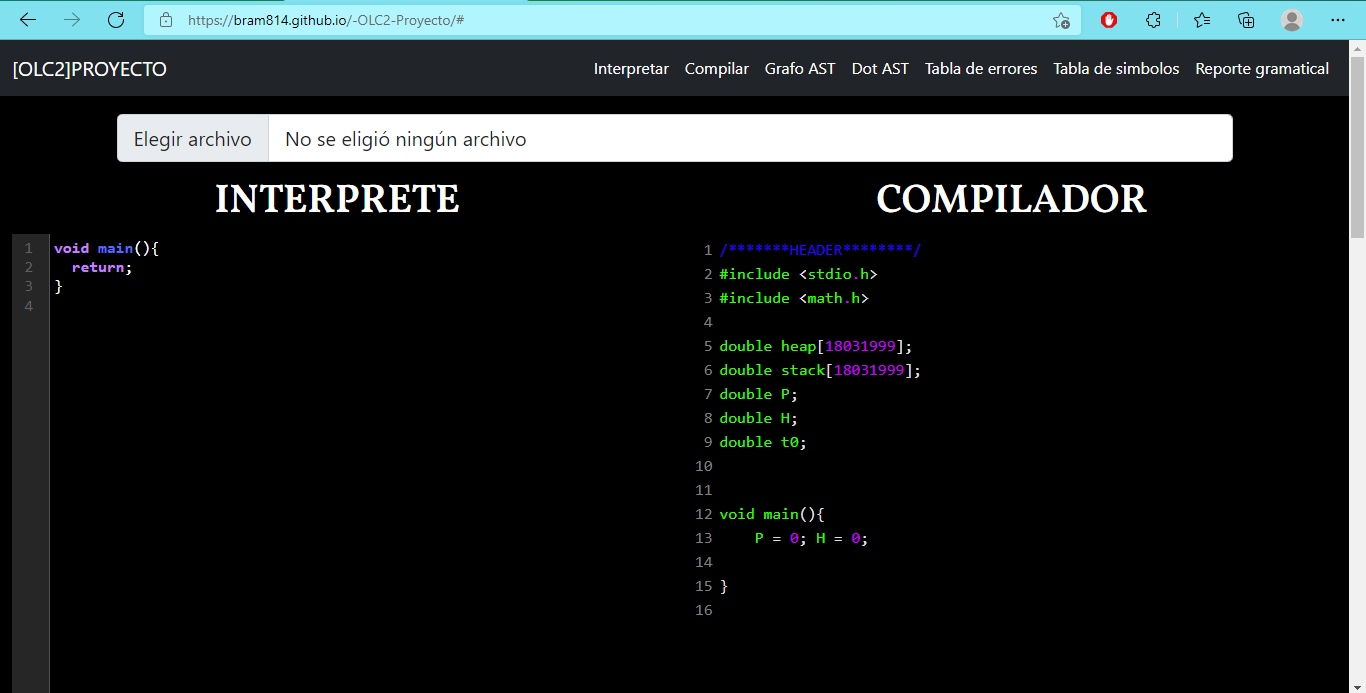 https://bram814.github.io/-OLC2-Proyecto/#
[OLC2]PROYECTO Interpretar Compilar Grafo AST Dot AST Tabla de errores Tabla de simbolos Reporte gramatical
Elegir archivo No se eligió ningún archivo
INTERPRETE
1 void main(){
2   return;
3 }
4
COMPILADOR
1 /*******HEADER********/
2 #include <stdio.h>
3 #include <math.h>
4
5 double heap[18031999];
6 double stack[18031999];
7 double P;
8 double H;
9 double t0;
10
11
12 void main(){
13     P = 0; H = 0;
14
15 }
16